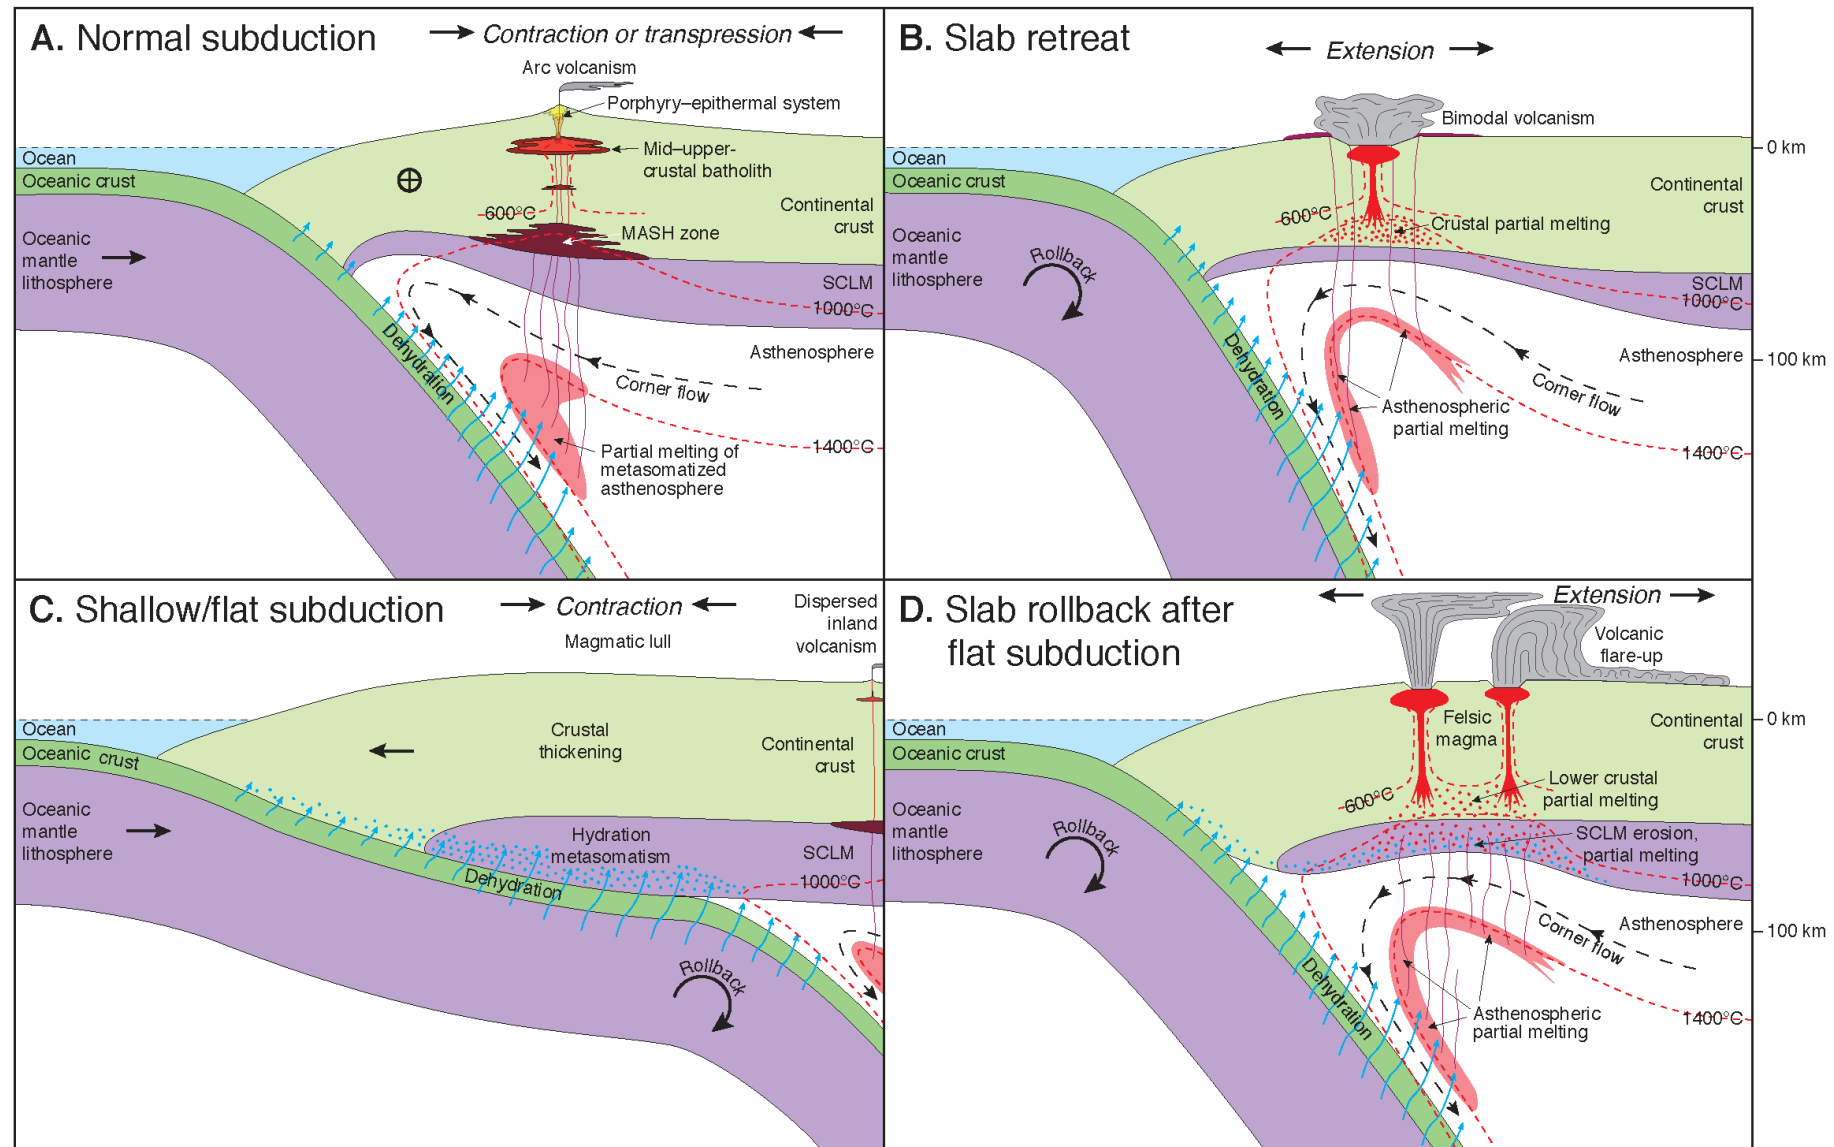 A. Normal subduction
Contraction or transpression
Arc volcanism
Porphyry–epithermal system
Mid–upper-
crustal batholith
Ocean
Oceanic crust
Continental
crust
600°C
MASH zone
Oceanic
mantle
lithosphere
SCLM
1000°C
Asthenosphere
Dehydration
Corner flow
1400°C
Partial melting of
metasomatized
asthenosphere
B. Slab retreat
Extension
Bimodal volcanism
0 km
Ocean
Oceanic crust
Continental
crust
600°C
Crustal partial melting
Oceanic
mantle
lithosphere
Rollback
SCLM
1000°C
Asthenosphere
100 km
Dehydration
Corner flow
Asthenospheric
partial melting
1400°C
C. Shallow/flat subduction
Contraction
Magmatic lull
Dispersed
inland
volcanism
Ocean
Oceanic crust
Crustal
thickening
Continental
crust
Oceanic
mantle
lithosphere
Hydration
metasomatism
SCLM
Dehydration
1000°C
Rollback
D. Slab rollback after
flat subduction
Extension
Volcanic
flare-up
0 km
Ocean
Oceanic crust
Felsic
magma
Continental
crust
Lower crustal
partial melting
600°C
Oceanic
mantle
lithosphere
Rollback
SCLM erosion,
partial melting
1000°C
Asthenosphere
100 km
Corner flow
Dehydration
Asthenospheric
partial melting
1400°C